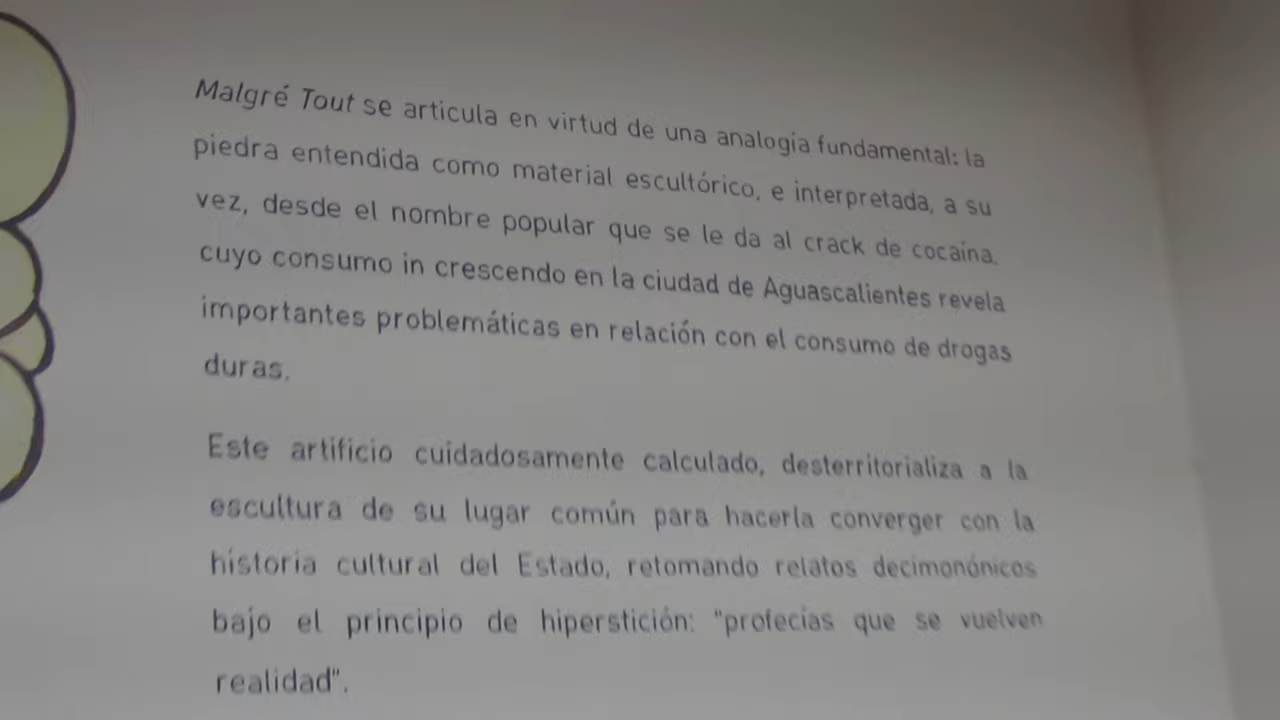 Malgré Tout se articula en virtud de una analogía fundamental: la
piedra entendida como material escultórico, e interpretada, a su
vez, desde el nombre popular que se le da al crack de cocaína,
cuyo consumo in crescendo en la ciudad de Aguascalientes revela
importantes problemáticas en relación con el consumo de drogas
duras.
Este artificio cuidadosamente calculado, desterritorializa a la
escultura de su lugar común para hacerla converger con la
historia cultural del Estado, retomando relatos decimonónicos
bajo el principio de hiperstición: "profecías que se vuelven
realidad".